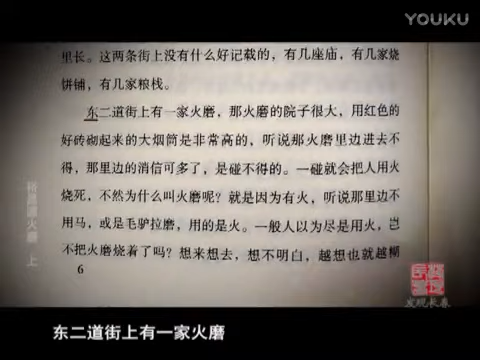 YOUKU
里长。这两条街上没有什么好记载的，有几座庙，有几家烧
饼铺，有几家粮栈。
东二道街上有一家火磨，那火磨的院子很大，用红色的
好砖砌起来的大烟筒是非常高的，听说那火磨里边进去不
得，那里边的消信可多了，是碰不得的。一碰就会把人用火
烧死，不然为什么叫火磨呢？就是因为有火，听说那里边不
用马，或是毛驴拉磨，用的是火。一般人以为尽是用火，岂
不把火磨烧着了吗？想来想去，想不明白，越想也就越糊
6
火磨 上
发现长春
东二道街上有一家火磨